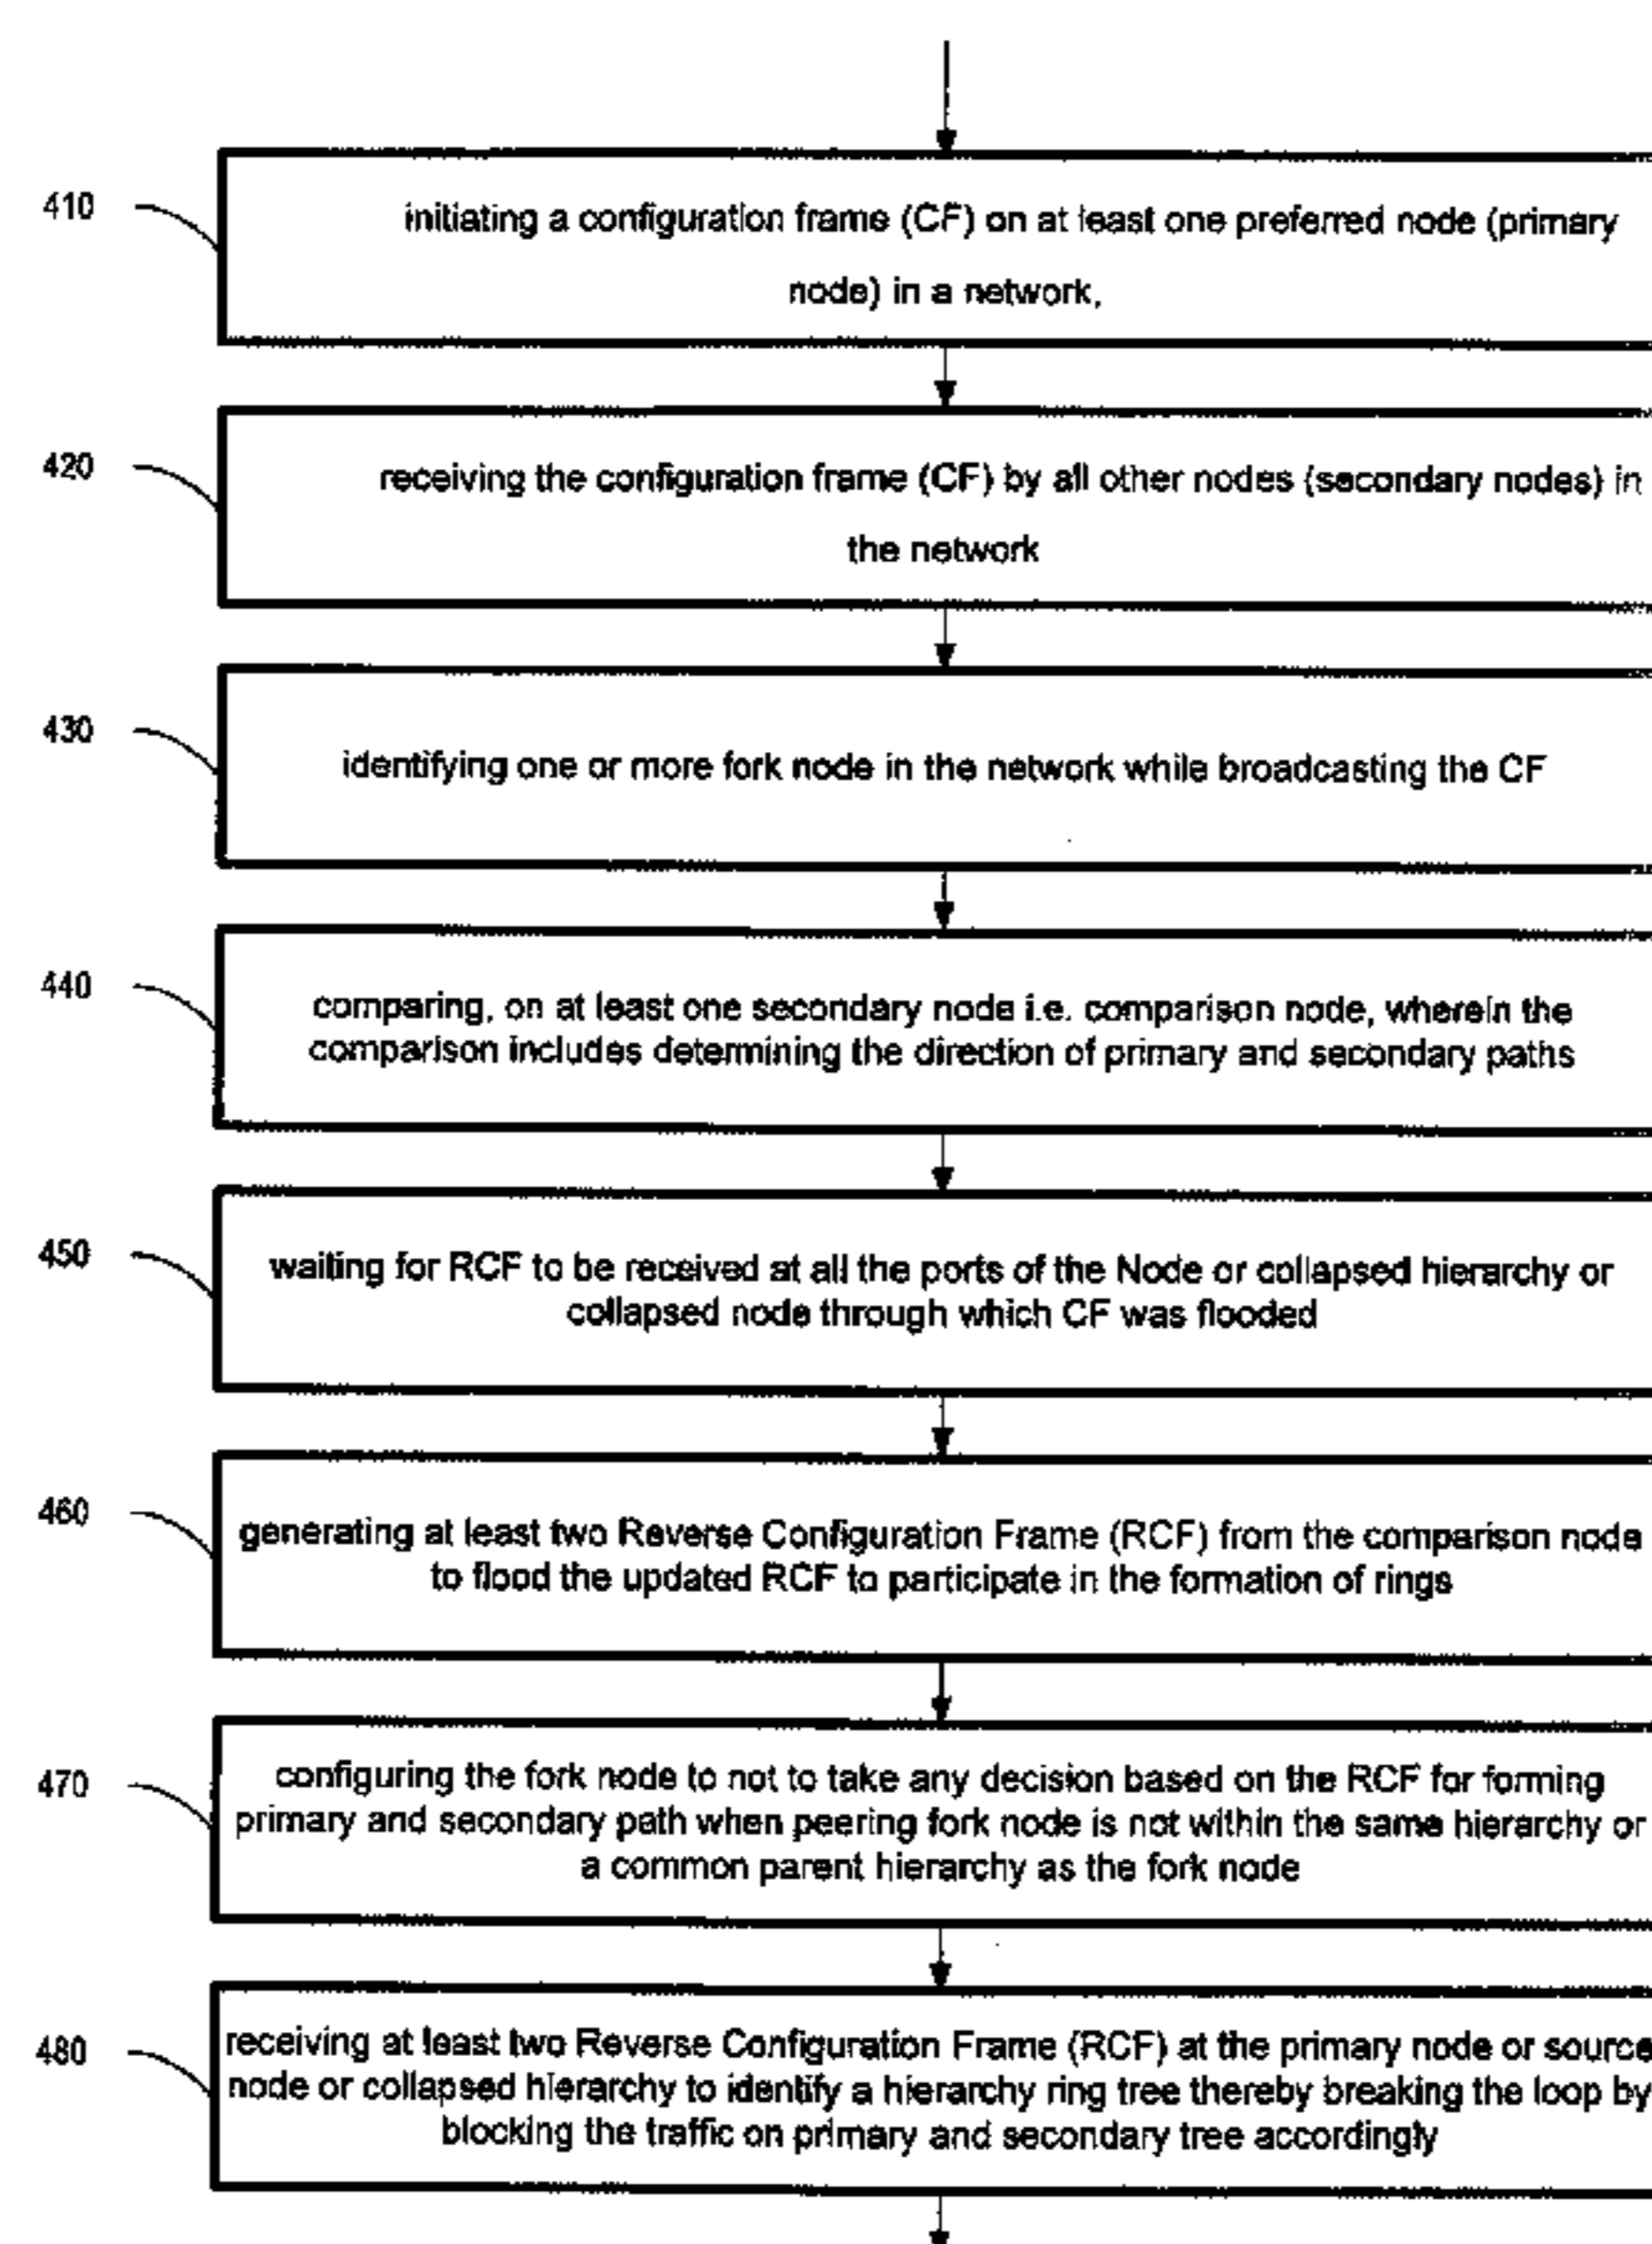 410
initiating a configuration frame (CF) on at least one preferred node (primary
node) in a network,
420
receiving the configuration frame (CF) by all other nodes (secondary nodes) in
the network
430
identifying one or more fork node in the network while broadcasting the CF
440
comparing, on at least one secondary node i.e. comparison node, wherein the
comparison includes determining the direction of primary and secondary paths
450
waiting for RCF to be received at all the ports of the Node or collapsed hierarchy or
collapsed node through which CF was flooded
460
generating at least two Reverse Configuration Frame (RCF) from the comparison node
to flood the updated RCF to participate in the formation of rings
470
configuring the fork node to not to take any decision based on the RCF for forming
primary and secondary path when peering fork node is not within the same hierarchy or
a common parent hierarchy as the fork node
480
receiving at least two Reverse Configuration Frame (RCF) at the primary node or source
node or collapsed hierarchy to identify a hierarchy ring tree thereby breaking the loop by
blocking the traffic on primary and secondary tree accordingly